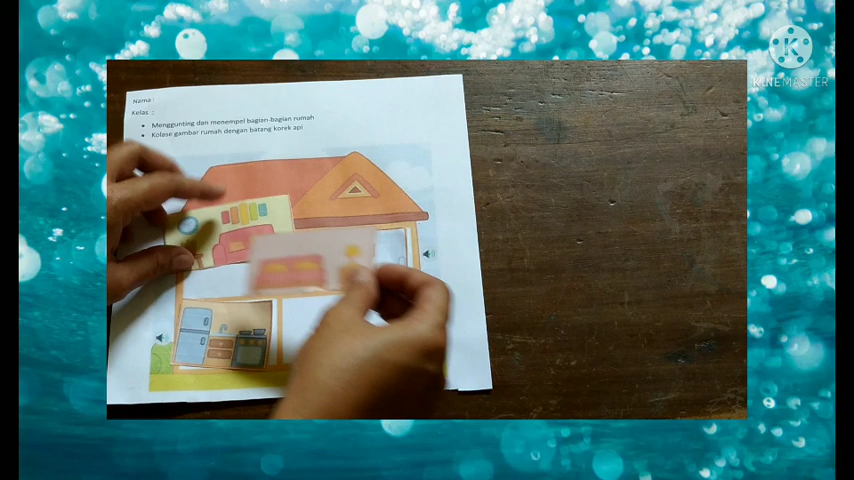 Nama :
Kelas :
• Menggunting dan menempel bagian-bagian rumah
• Kolase gambar rumah dengan batang korek api
K
KINEMASTER